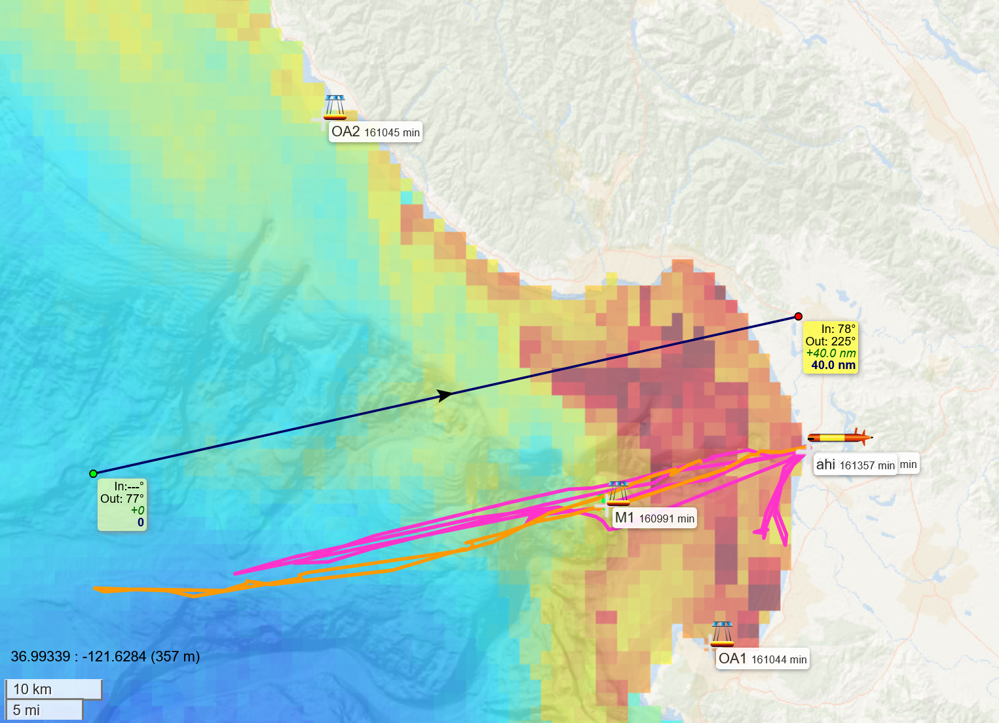 OA2 161045 min
In: 78°
Out: 225°
+40.0 nm
40.0 nm
ahi 161357 min
min
In:---°
Out: 77°
+0
0
M1 160991 min
OA1 161044 min
36.99339 : -121.6284 (357 m)
10 km
5 mi